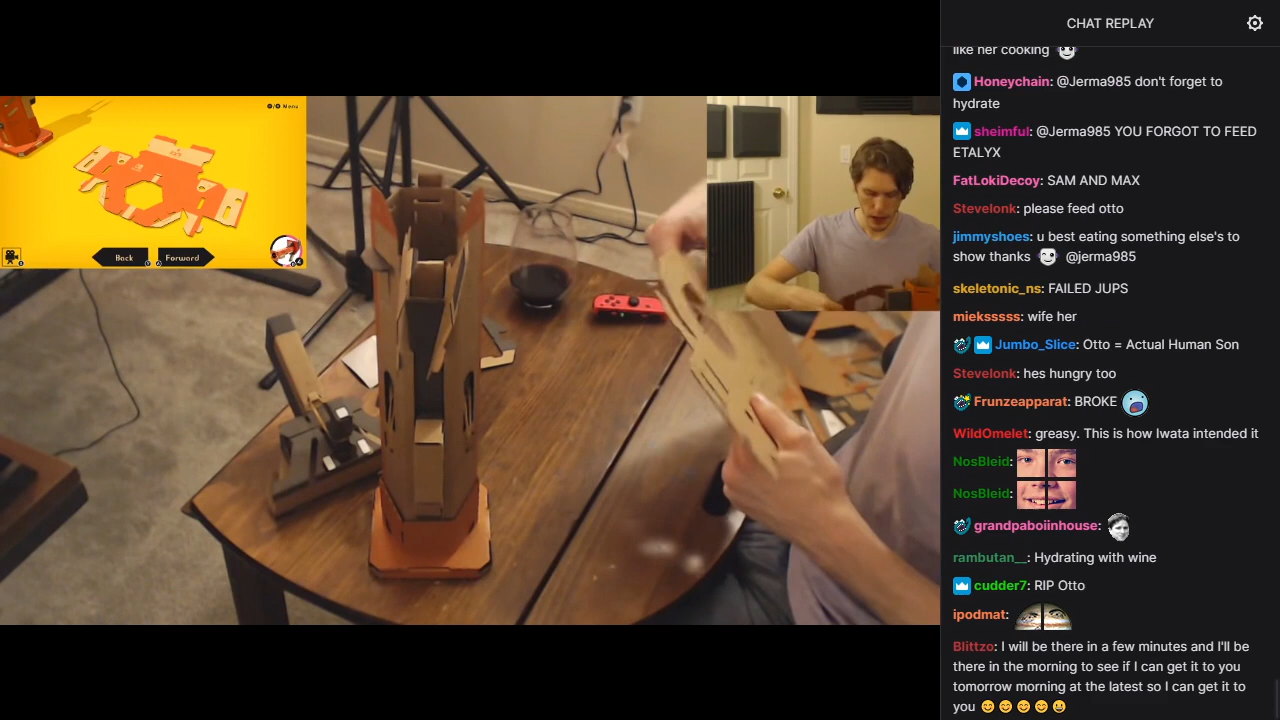 Menu
Back
Forward
CHAT REPLAY
like her cooking
Honeychain: @Jerma985 don't forget to
hydrate
sheimful: @Jerma985 YOU FORGOT TO FEED
ETALYX
FatLokiDecoy: SAM AND MAX
Stevelonk: please feed otto
jimmyshoes: u best eating something else's to
show thanks @jerma985
skeletonic_ns: FAILED JUPS
mieksssss: wife her
Jumbo_Slice: Otto = Actual Human Son
Stevelonk: hes hungry too
Frunzeapparat: BROKE
WildOmelet: greasy. This is how Iwata intended it
NosBleid:
NosBleid:
grandpaboiinhouse:
rambutan__: Hydrating with wine
cudder7: RIP Otto
ipodmat:
Blittzo: I will be there in a few minutes and I'll be
there in the morning to see if I can get it to you
tomorrow morning at the latest so I can get it to
you